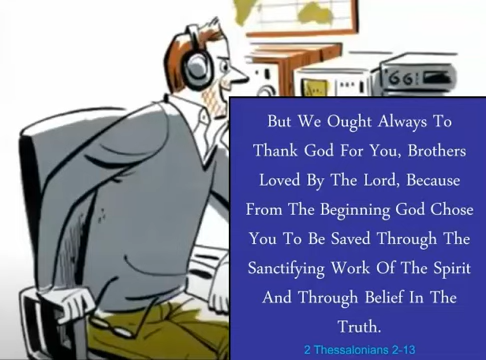 661
But We Ought Always To
Thank God For You, Brothers
Loved By The Lord, Because
From The Beginning God Chose
You To Be Saved Through The
Sanctifying Work Of The Spirit
And Through Belief In The
Truth.
2 Thessalonians 2-13